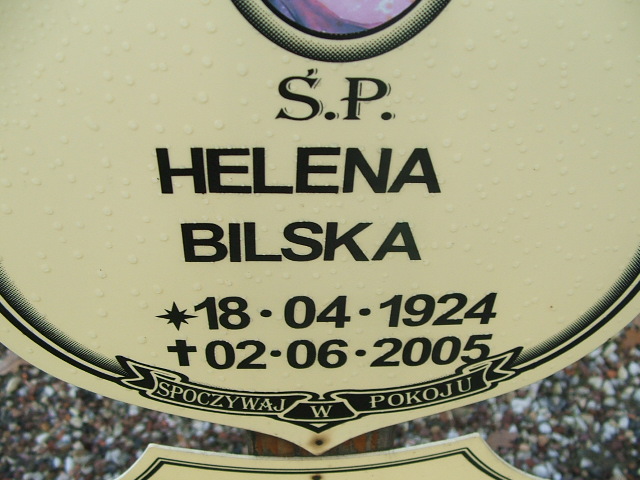 Ś.P.
HELENA
BILSKA
✴18·04·1924
✝02·06·2005
SPOCZYWAJ W POKOJU